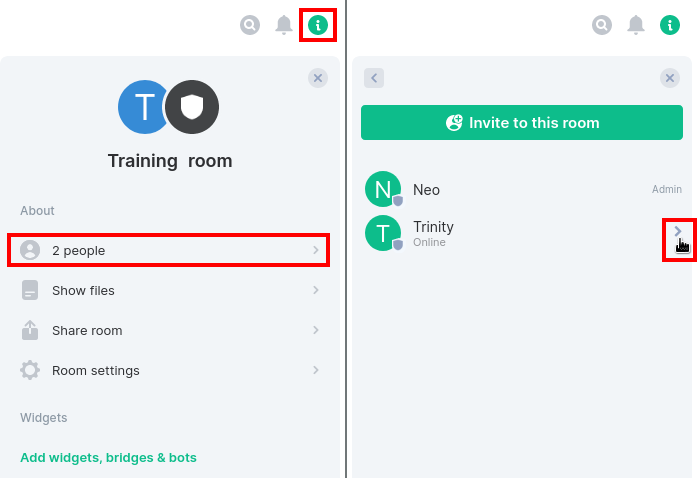 T
Training room
About
2 people
Show files
Share room
Room settings
Widgets
Add widgets, bridges & bots
Invite to this room
N
Neo
Admin
T
Trinity
Online